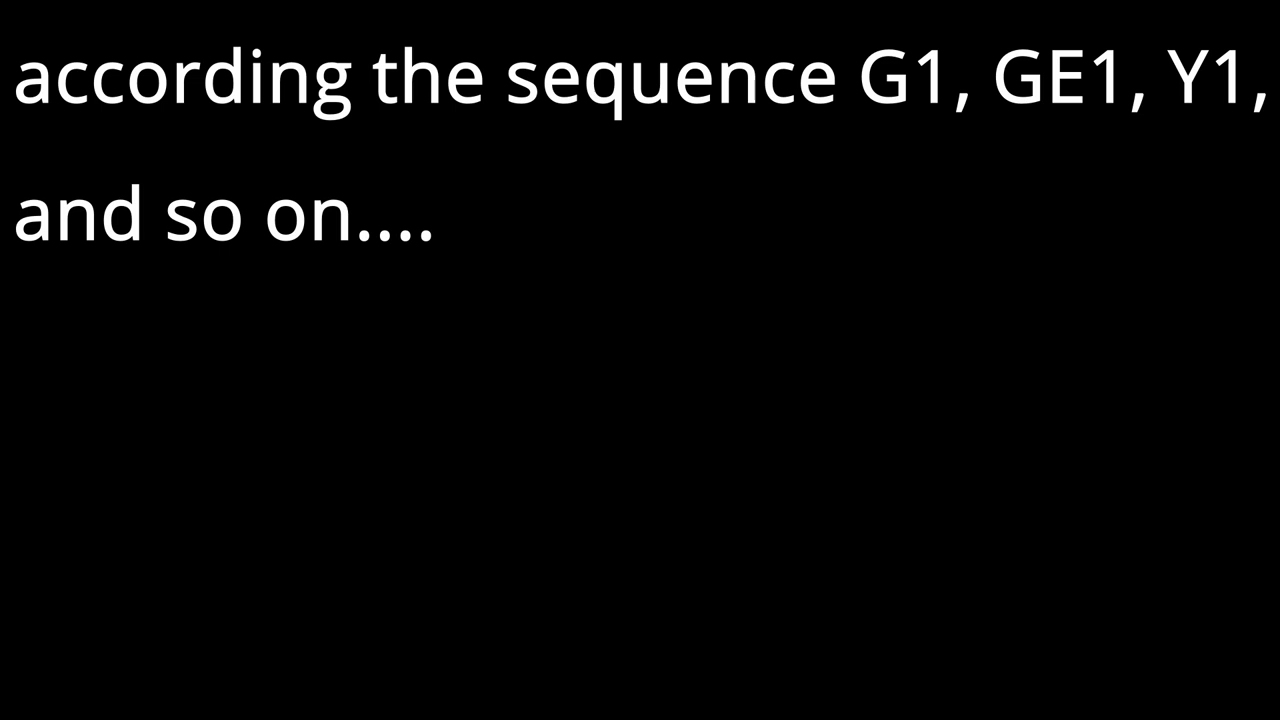 according the sequence G1, GE1, Y1,
and so on....